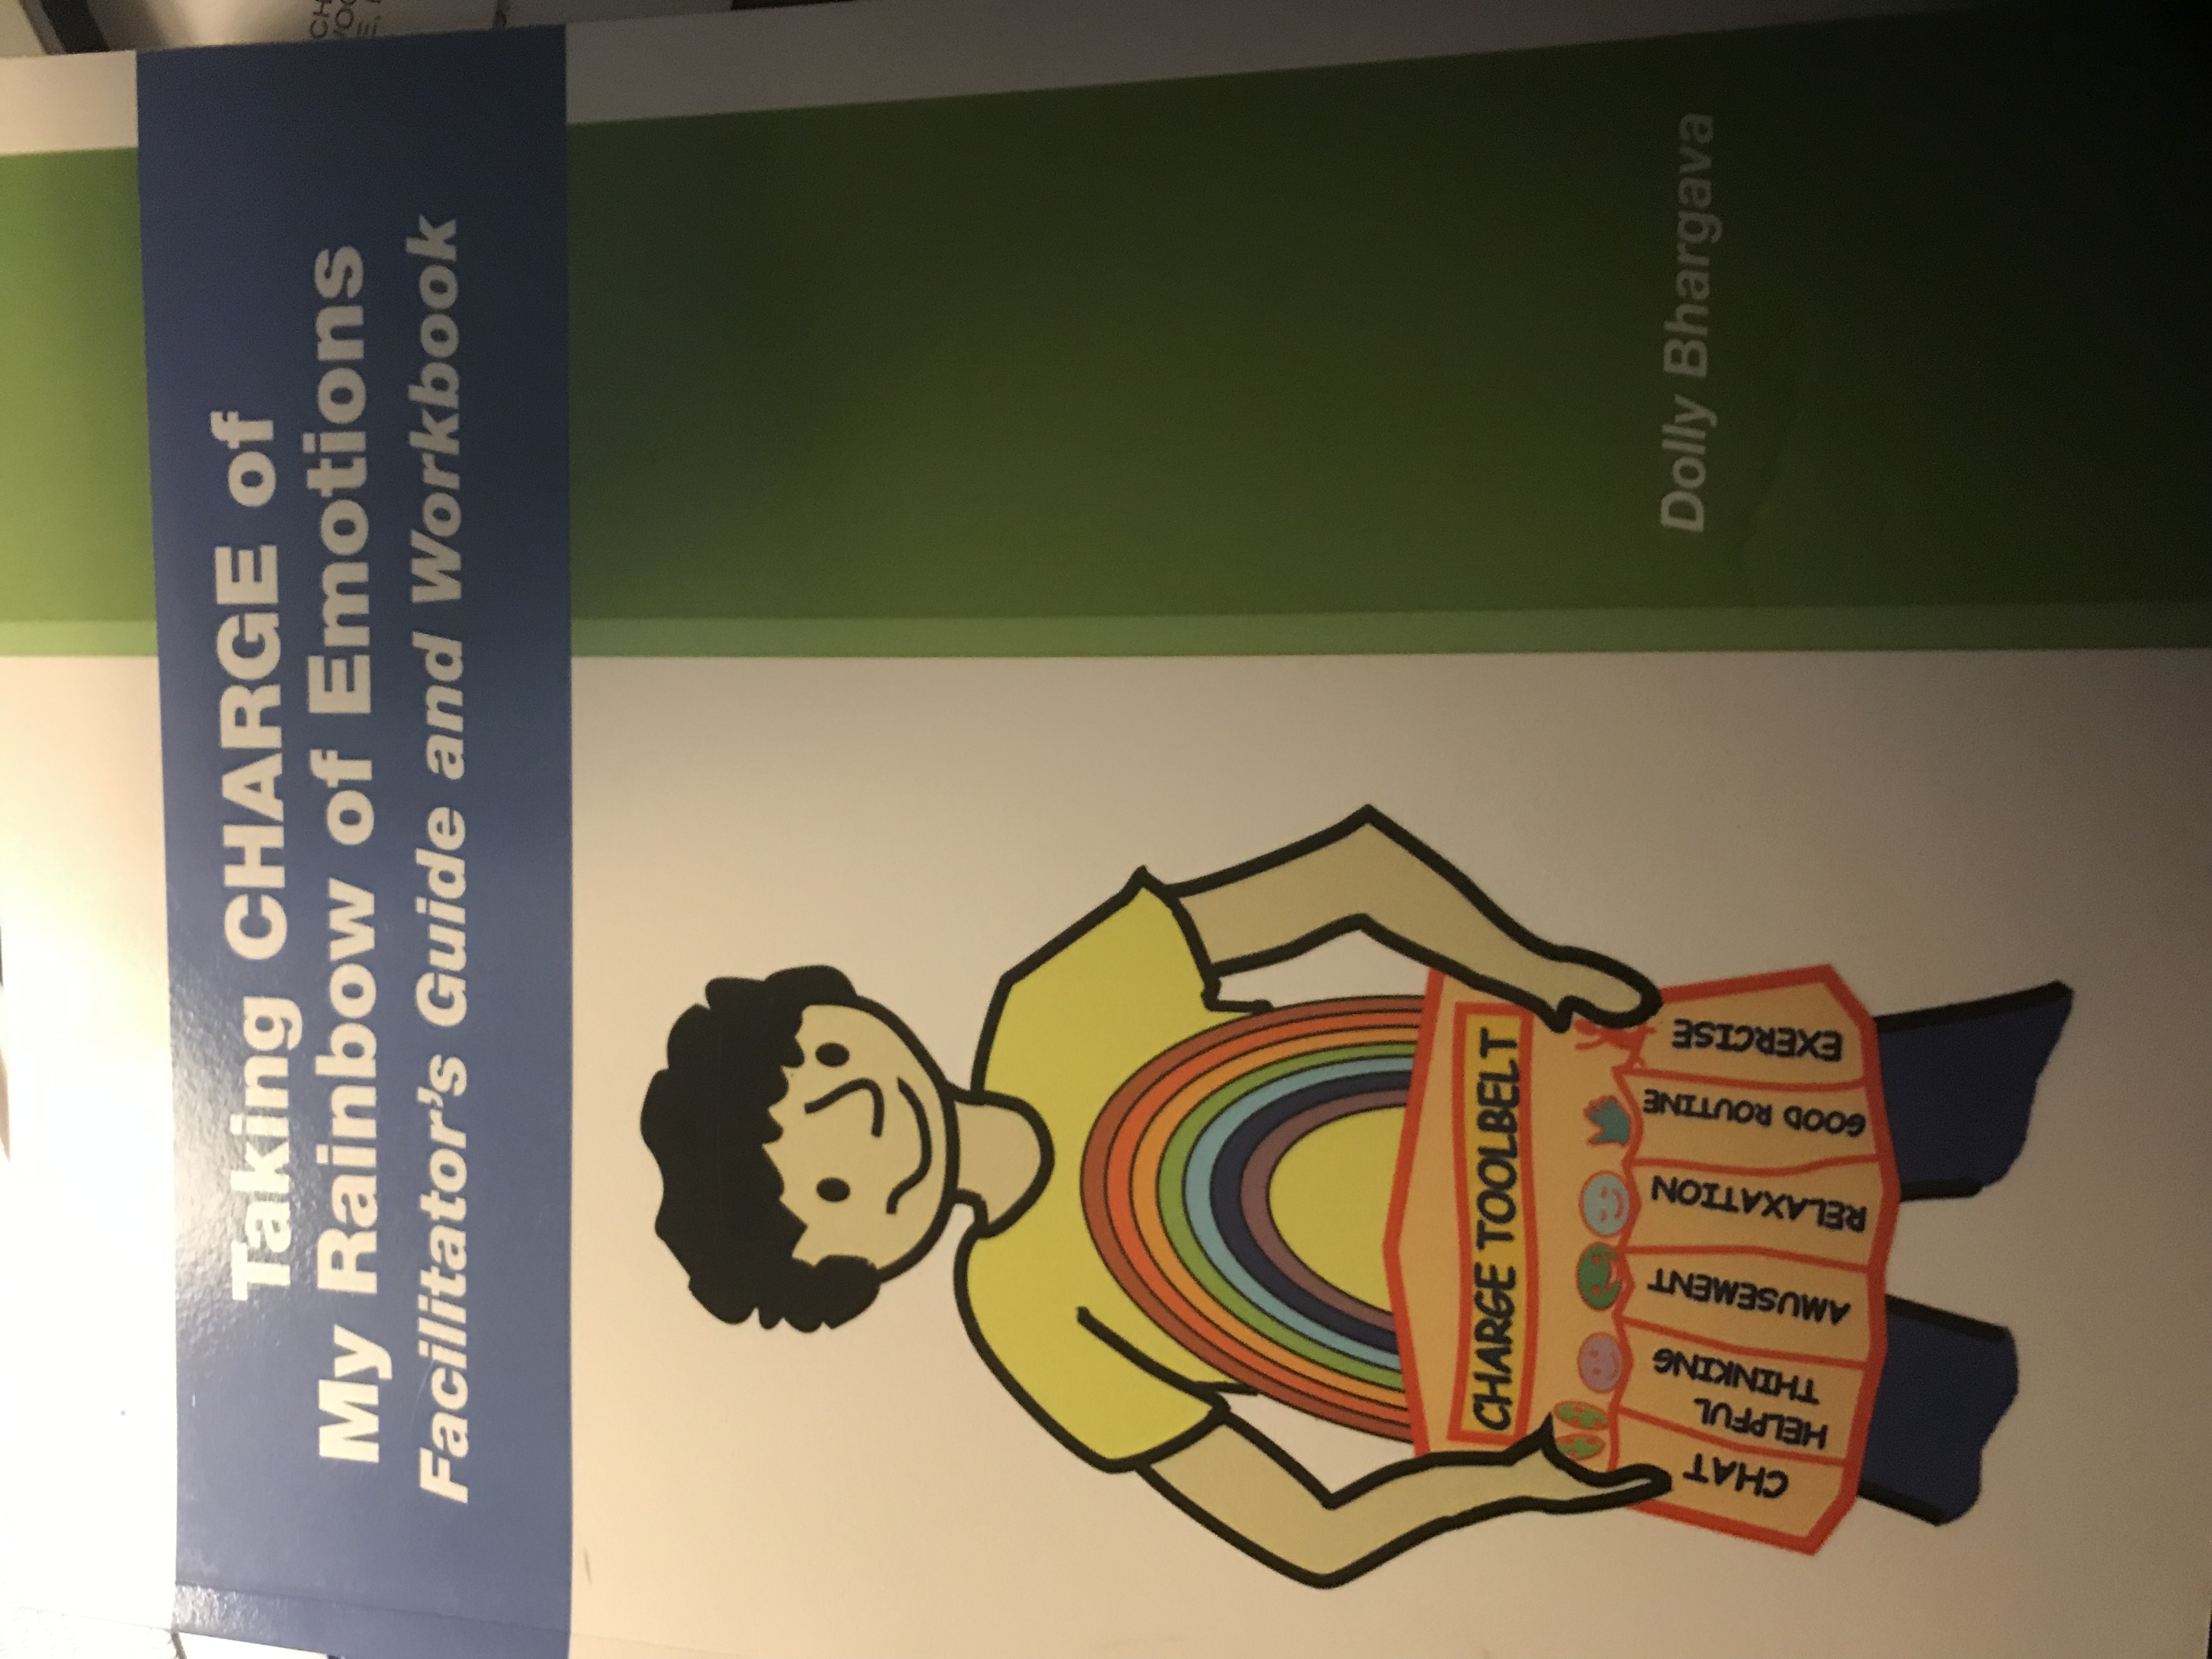 Taking CHARGE of
My Rainbow of Emotions
Facilitator's Guide and Workbook
CHARGE TOOLBELT
CHAT
HELPFUL
THINKING
AMUSEMENT
RELAXATION
GOOD ROUTINE
EXERCISE
Dolly Bhargava